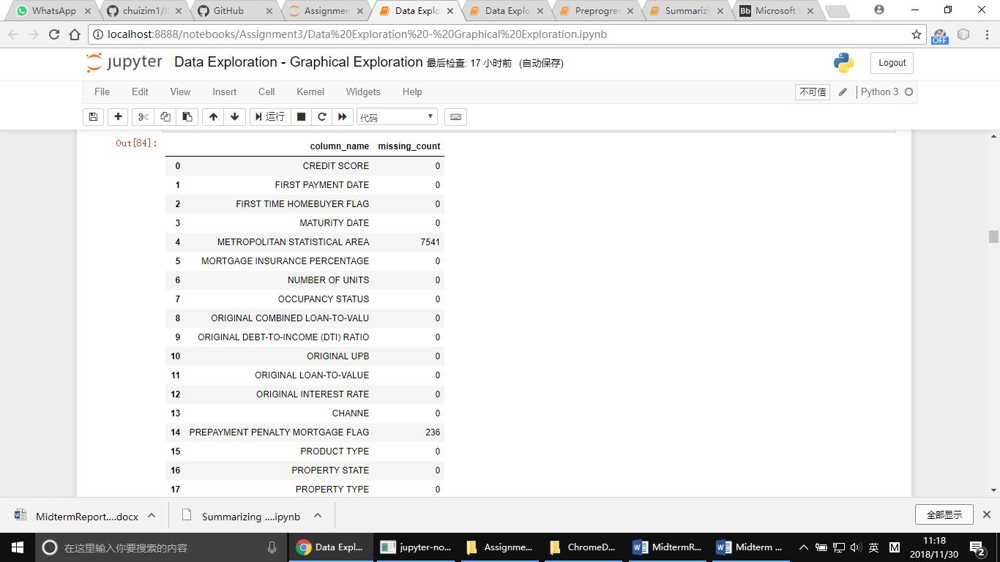 WhatsApp
chuizim1/
GitHub
Assignmen
Data Explo
Data Explo
Preprogres
Summarizi
Bb Microsoft
localhost:8888/notebooks/Assignment3/Data%20Exploration%20-%20Graphical%20Exploration.ipynb
OFF
jupyter Data Exploration - Graphical Exploration 最后检查: 17 小时前 (自动保存)
Logout
File Edit View Insert Cell Kernel Widgets Help
不可信 Python 3
运行 代码
Out[84]:
column_name missing_count
0 CREDIT SCORE 0
1 FIRST PAYMENT DATE 0
2 FIRST TIME HOMEBUYER FLAG 0
3 MATURITY DATE 0
4 METROPOLITAN STATISTICAL AREA 7541
5 MORTGAGE INSURANCE PERCENTAGE 0
6 NUMBER OF UNITS 0
7 OCCUPANCY STATUS 0
8 ORIGINAL COMBINED LOAN-TO-VALU 0
9 ORIGINAL DEBT-TO-INCOME (DTI) RATIO 0
10 ORIGINAL UPB 0
11 ORIGINAL LOAN-TO-VALUE 0
12 ORIGINAL INTEREST RATE 0
13 CHANNE 0
14 PREPAYMENT PENALTY MORTGAGE FLAG 236
15 PRODUCT TYPE 0
16 PROPERTY STATE 0
17 PROPERTY TYPE 0
MidtermReport....docx
Summarizing ....ipynb
全部显示
在这里输入你要搜索的内容
Data Expl...
jupyter-no...
Assignme...
ChromeD...
MidtermR...
Midterm ...
英
M
11:18
2018/11/30
2